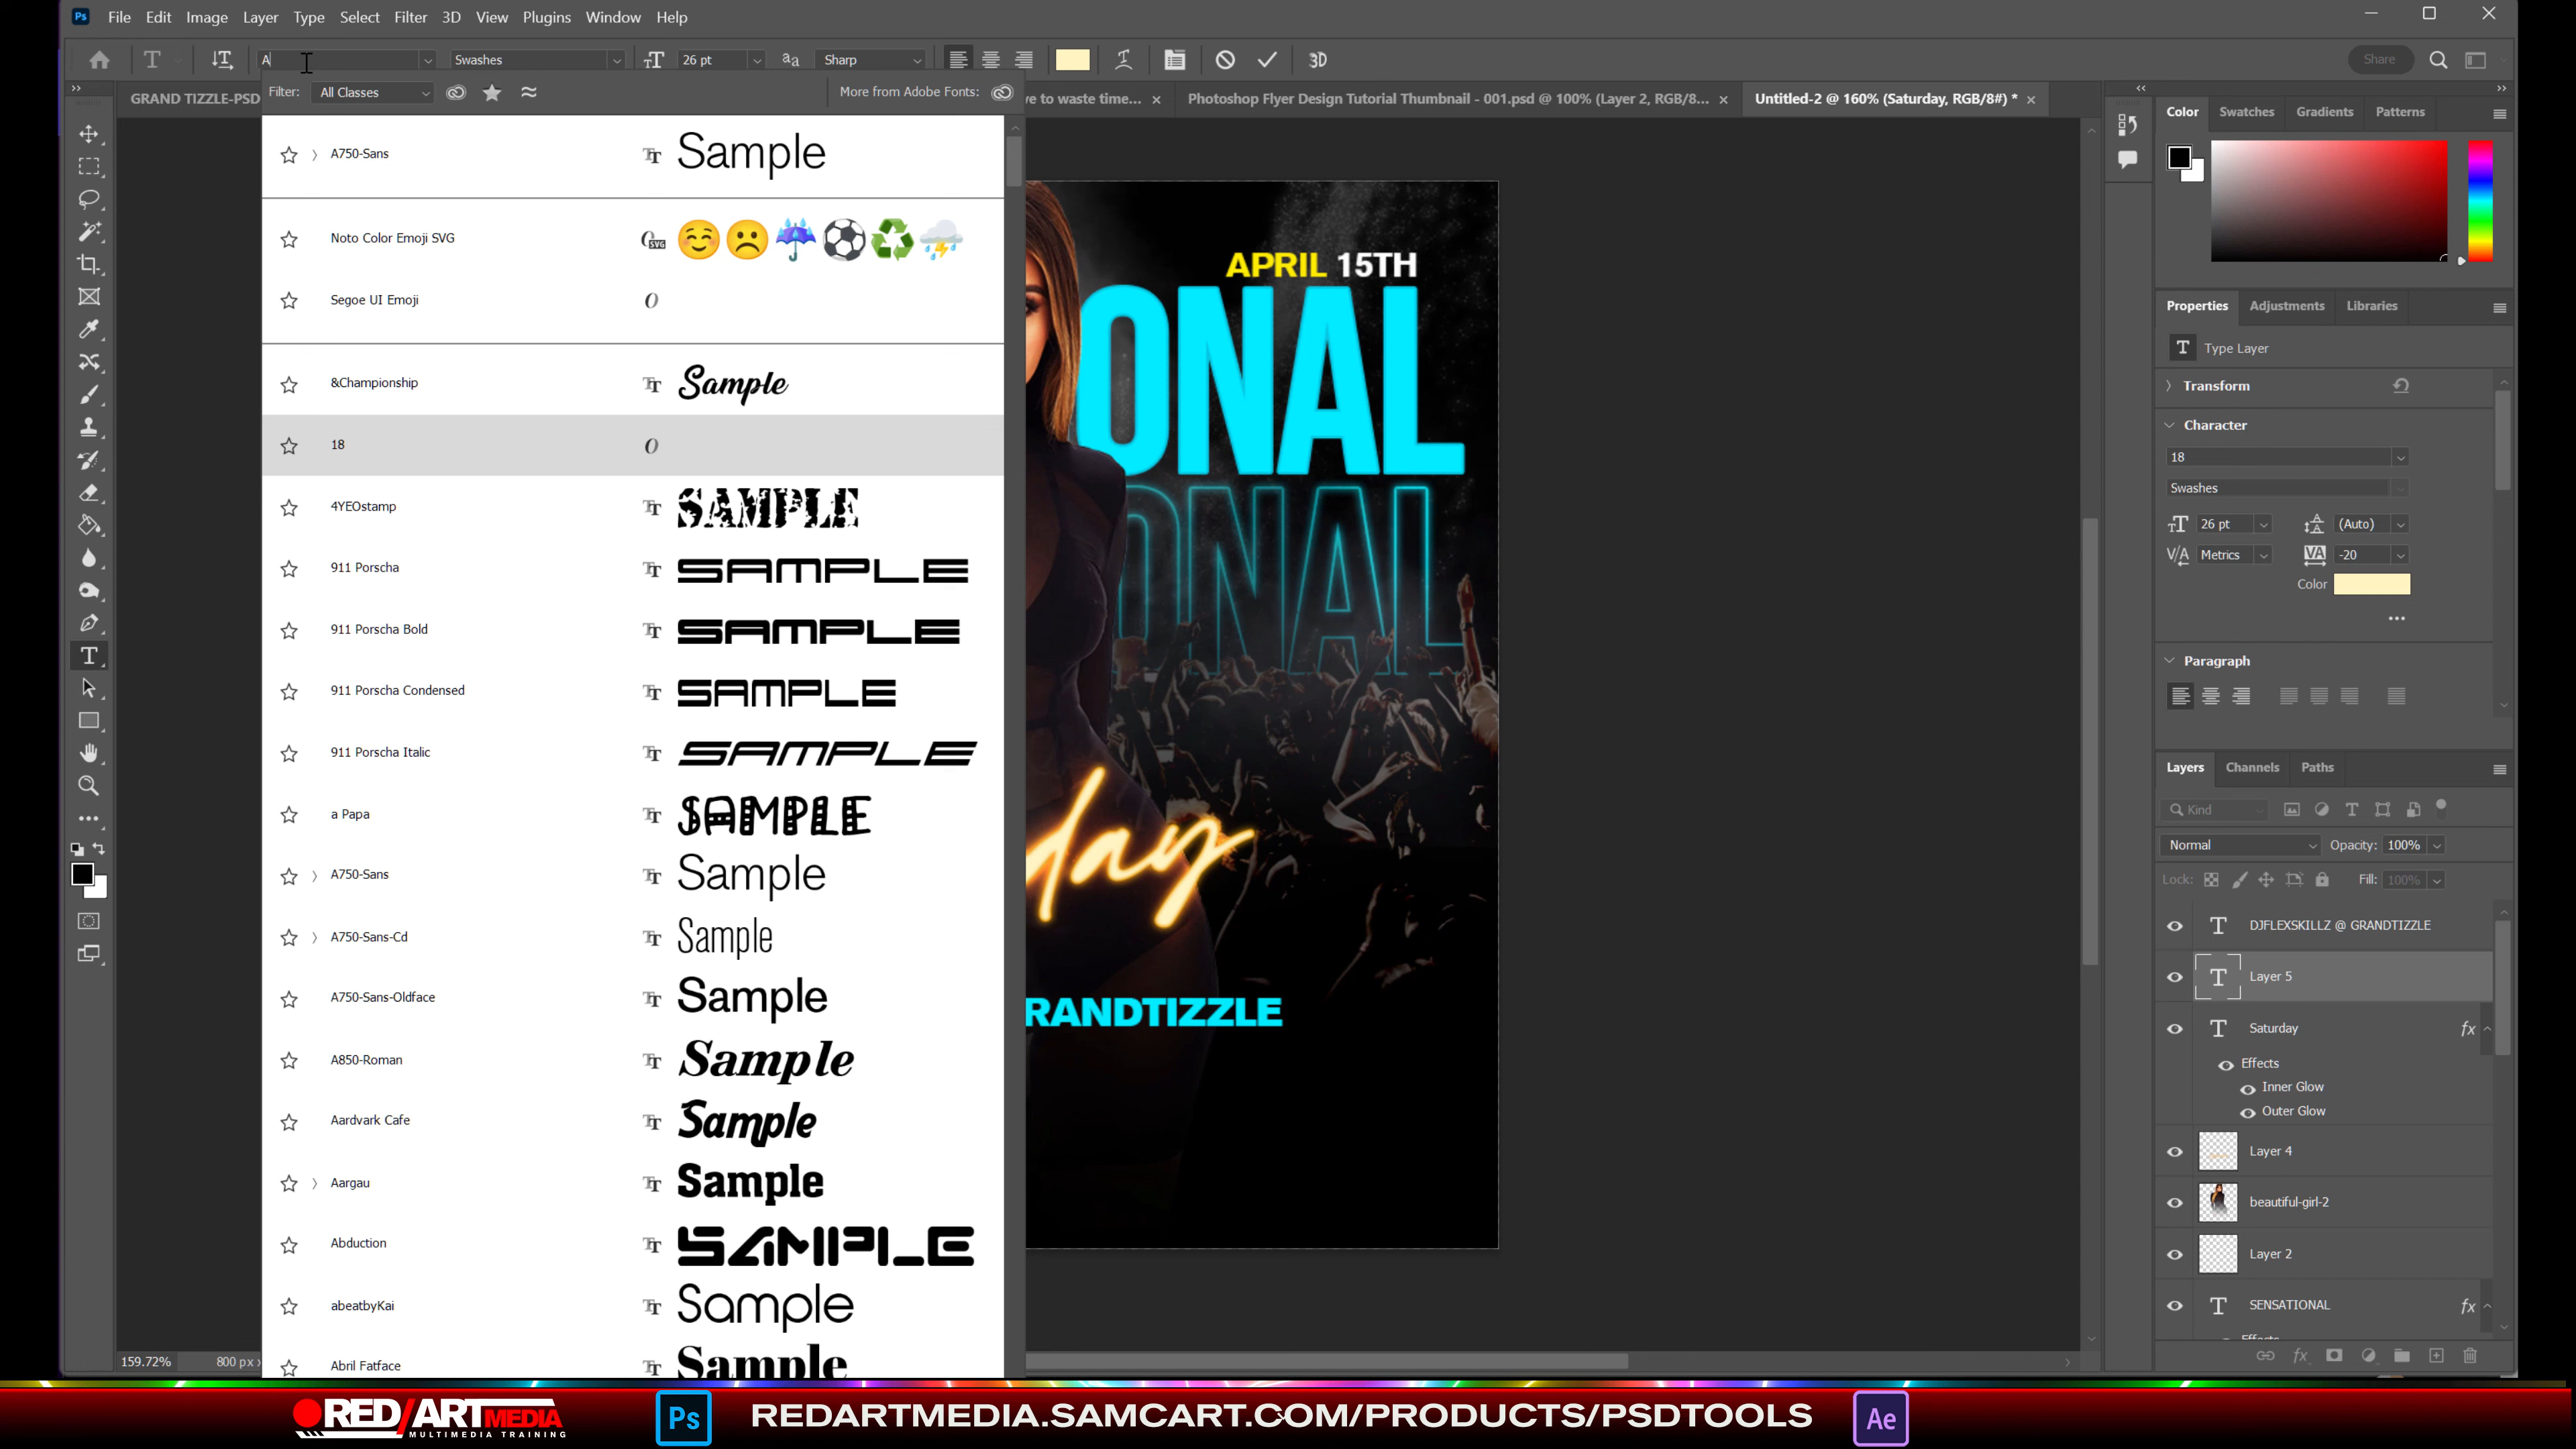 Ps File Edit Image Layer Type Select Filter 3D View Plugins Window Help
A Swashes 26 pt Sharp 3D Share
Filter: All Classes More from Adobe Fonts:
GRAND TIZZLE-PSD
e to waste time... × Photoshop Flyer Design Tutorial Thumbnail - 001.psd @ 100% (Layer 2, RGB/8... × Untitled-2 @ 160% (Saturday, RGB/8#) * ×
A750-Sans Sample
Noto Color Emoji SVG
Segoe UI Emoji
&Championship Sample
18
4YEOstamp SAMPLE
911 Porscha SAMPLE
911 Porscha Bold SAMPLE
911 Porscha Condensed SAMPLE
911 Porscha Italic SAMPLE
a Papa SAMPLE
A750-Sans Sample
A750-Sans-Cd Sample
A750-Sans-Oldface Sample
A850-Roman Sample
Aardvark Cafe Sample
Aargau Sample
Abduction SAMPLE
abeatbyKai Sample
Abril Fatface Sample
APRIL 15TH
ONAL
ONAL
day
RANDTIZZLE
Color Swatches Gradients Patterns
Properties Adjustments Libraries
T Type Layer
Transform
Character
18
Swashes
26 pt (Auto)
Metrics -20
Color
Paragraph
Layers Channels Paths
Kind
Normal Opacity: 100%
Lock: Fill: 100%
T DJFLEXSKILLZ @ GRANDTIZZLE
T Layer 5
T Saturday fx
Effects
Inner Glow
Outer Glow
Layer 4
beautiful-girl-2
Layer 2
T SENSATIONAL fx
Effects
159.72% 800 px
RED/ART MEDIA
MULTIMEDIA TRAINING
Ps REDARTMEDIA.SAMCART.COM/PRODUCTS/PSDTOOLS Ae